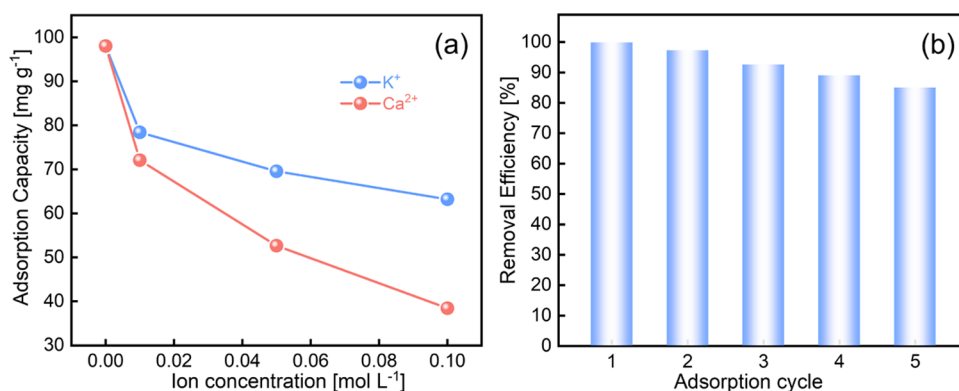 (a)
K⁺
Ca²⁺
Adsorption Capacity [mg g⁻¹]
100
90
80
70
60
50
40
30
0.00 0.02 0.04 0.06 0.08 0.10
Ion concentration [mol L⁻¹]
(b)
Removal Efficiency [%]
100
90
80
70
60
50
40
30
20
10
0
1 2 3 4 5
Adsorption cycle